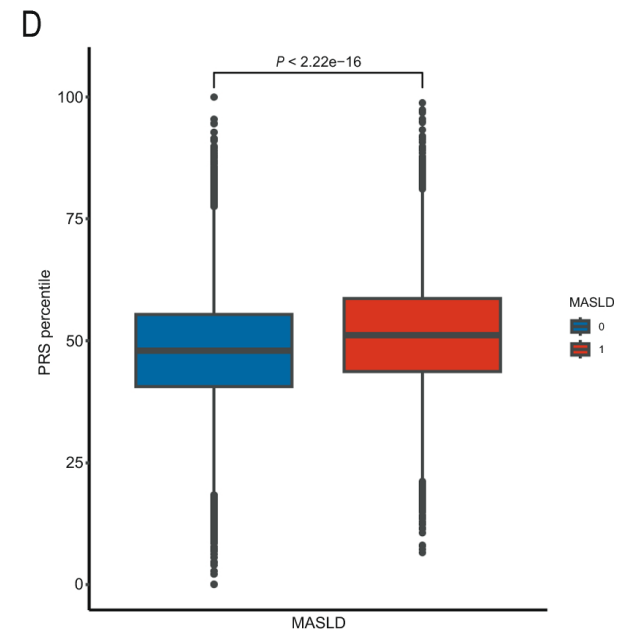 D
P < 2.22e−16
100
75
50
25
0
PRS percentile
MASLD
MASLD
0
1